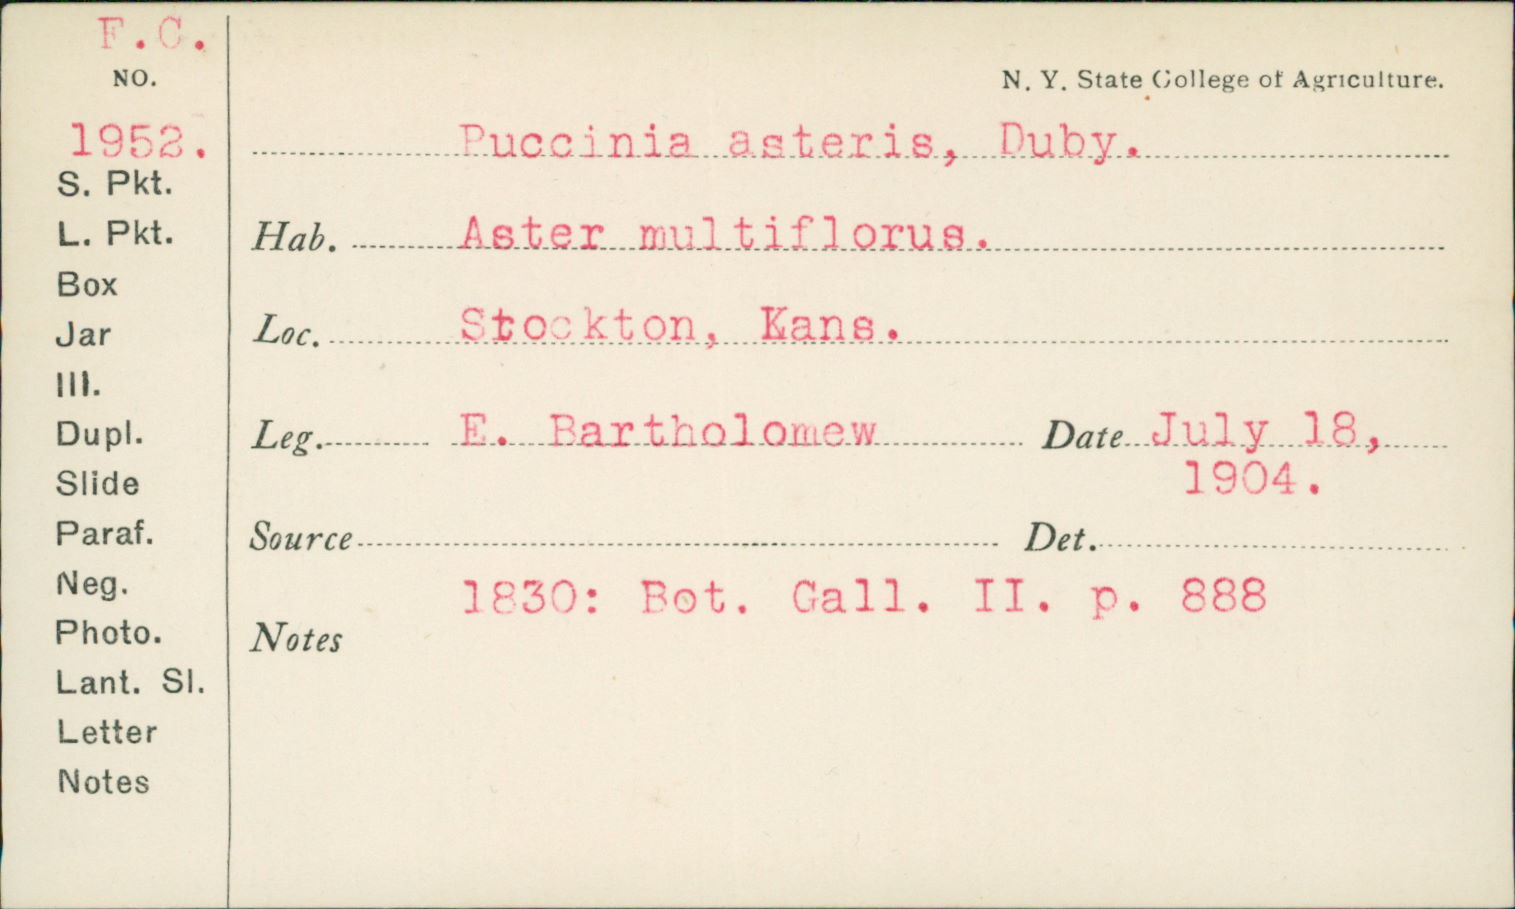 F.C.
NO.
N. Y. State College of Agriculture.
1952.
Puccinia asteris, Duby.
S. Pkt.
L. Pkt.
Hab. Aster multiflorus.
Box
Jar
Loc. Stockton, Kans.
Ill.
Dupl.
Leg. E. Bartholomew Date July 18,
1904.
Slide
Paraf.
Source Det.
Neg.
1830: Bot. Gall. II. p. 888
Photo.
Notes
Lant. Sl.
Letter
Notes